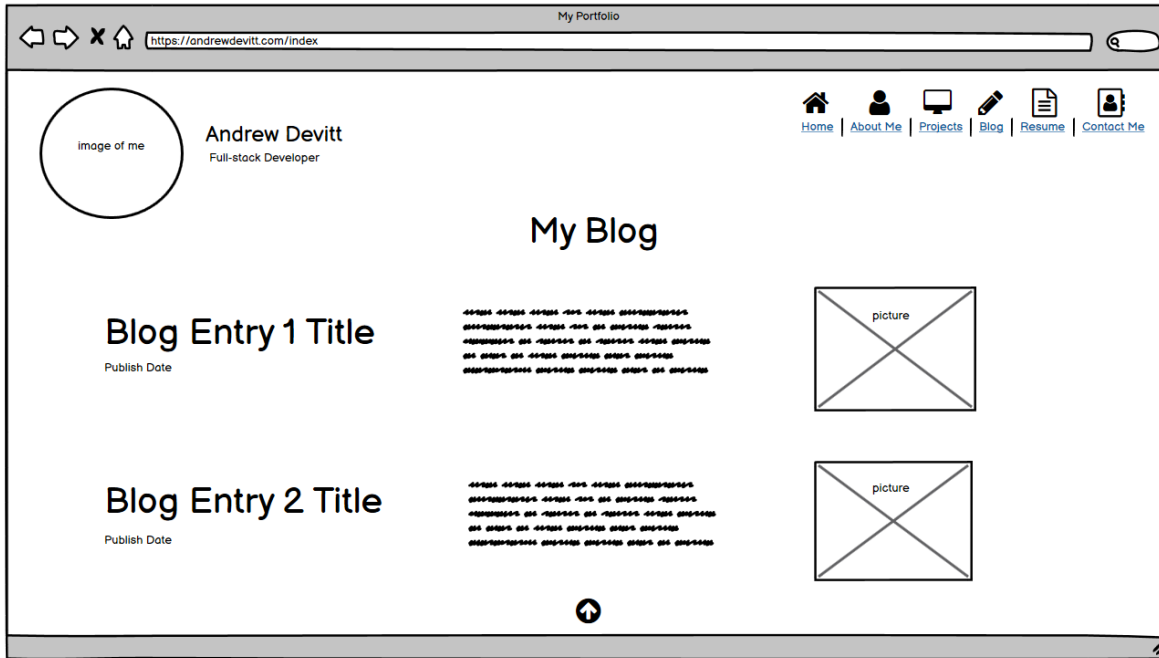 My Portfolio
https://andrewdevitt.com/index
image of me
Andrew Devitt
Full-stack Developer
Home | About Me | Projects | Blog | Resume | Contact Me
My Blog
Blog Entry 1 Title
Publish Date
picture
Blog Entry 2 Title
Publish Date
picture